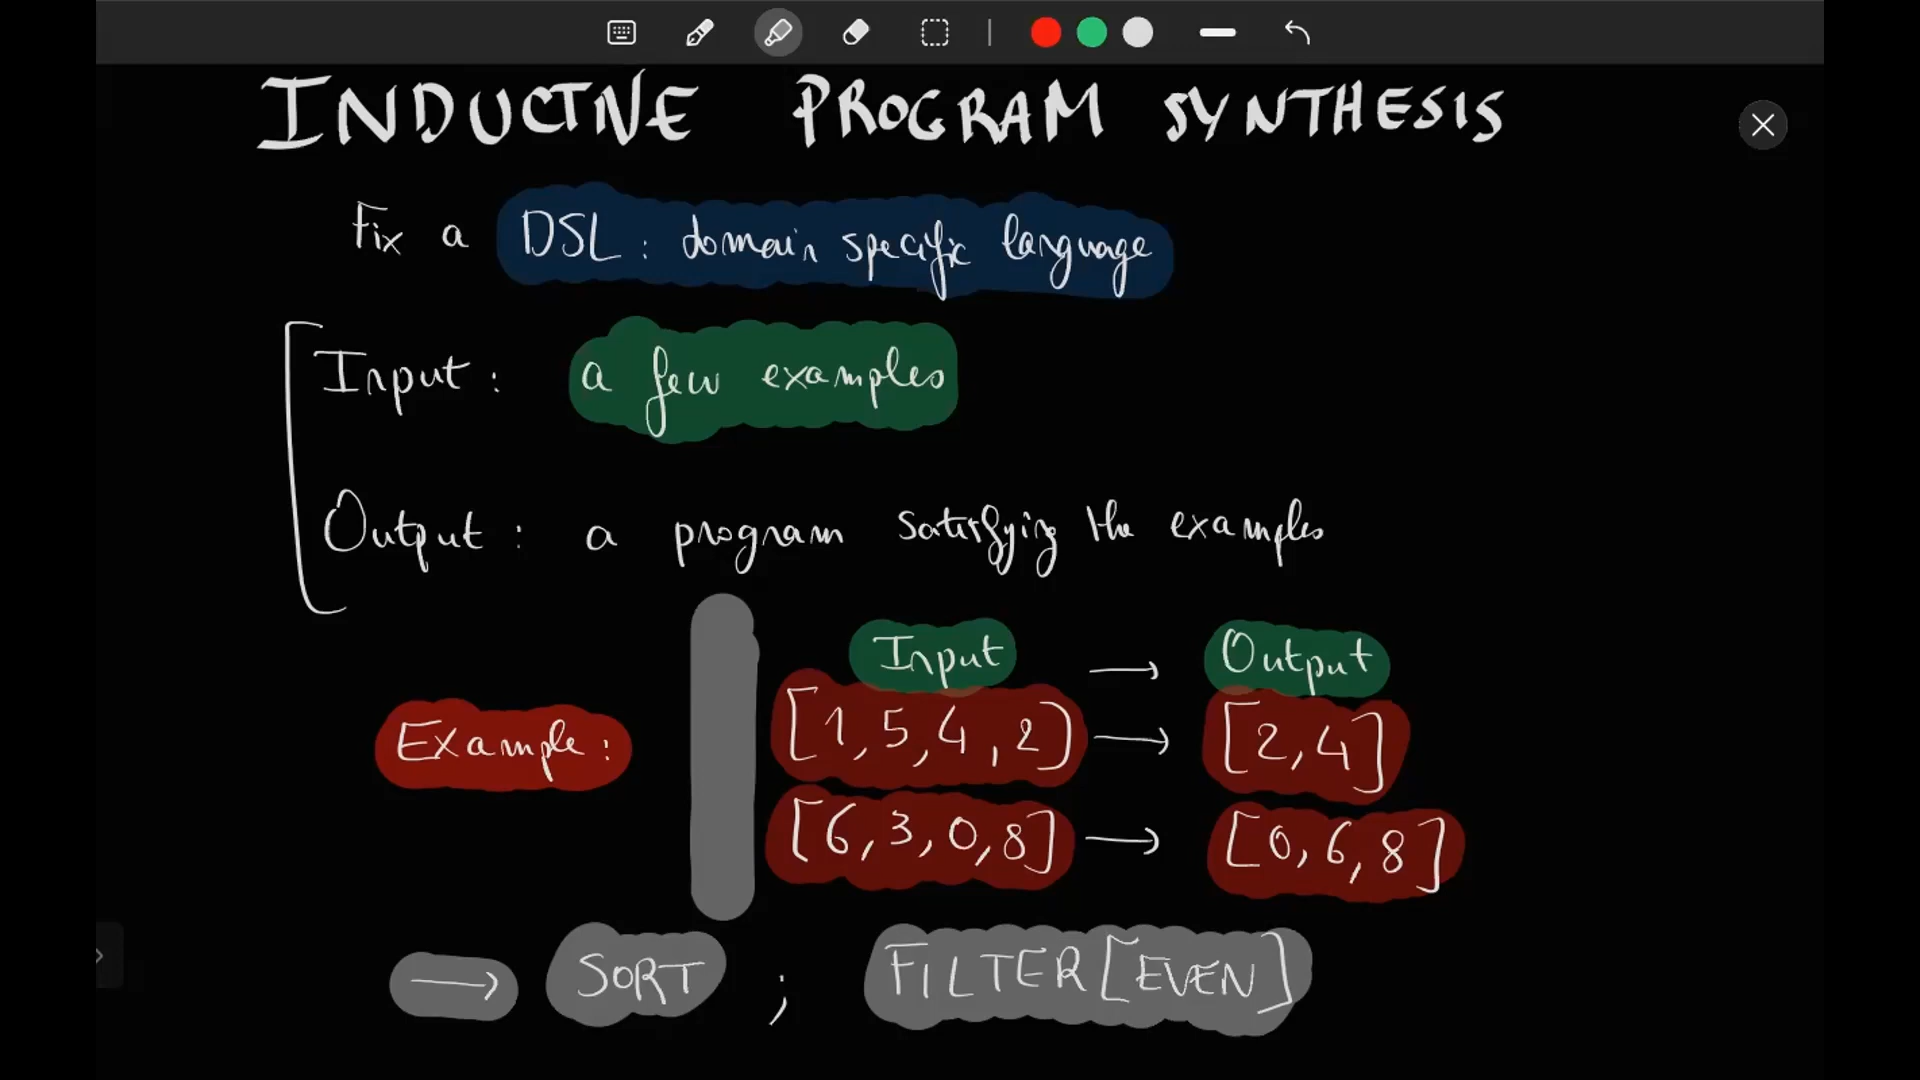 INDUCTIVE PROGRAM SYNTHESIS
Fix a DSL: domain specific language
Input: a few examples
Output: a program satisfying the examples
Input → Output
Example: [1,5,4,2] → [2,4]
[6,3,0,8] → [0,6,8]
→ SORT ; FILTER[EVEN]